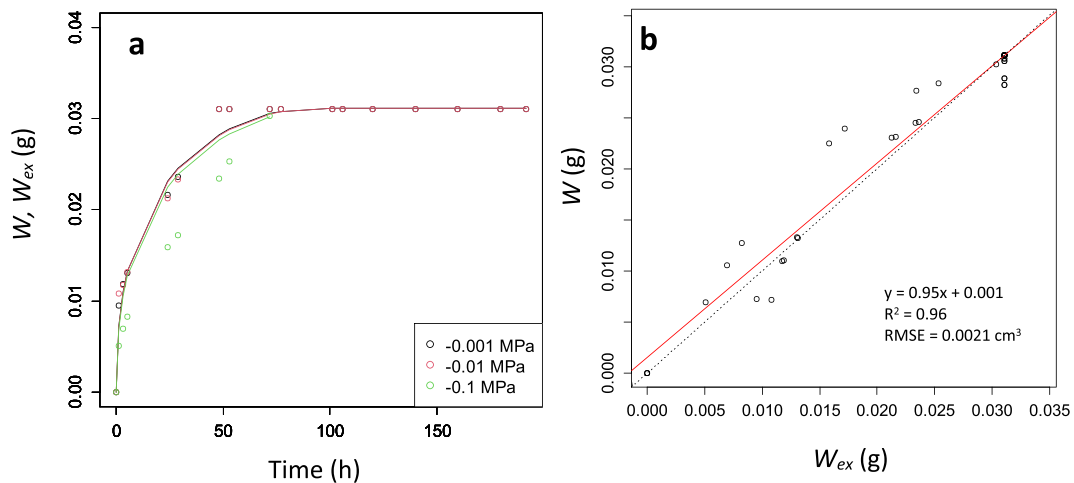 a
0.04
0.03
0.02
0.01
0.00
W, Wex (g)
0
50
100
150
Time (h)
-0.001 MPa
-0.01 MPa
-0.1 MPa
b
0.030
0.020
0.010
0.000
W (g)
y = 0.95x + 0.001
R² = 0.96
RMSE = 0.0021 cm³
0.000
0.005
0.010
0.015
0.020
0.025
0.030
0.035
Wex (g)